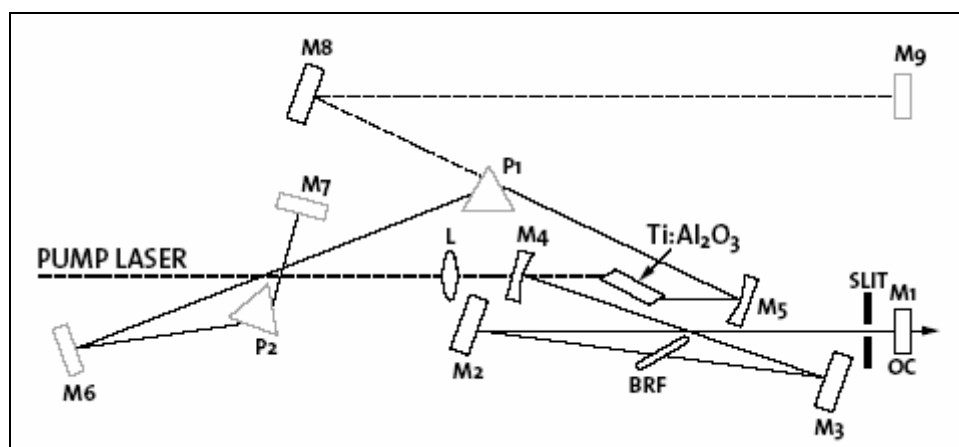 M8
M9
P1
M7
PUMP LASER
L
M4
Ti:Al₂O₃
M5
SLIT
M1
P2
M6
M2
BRF
OC
M3